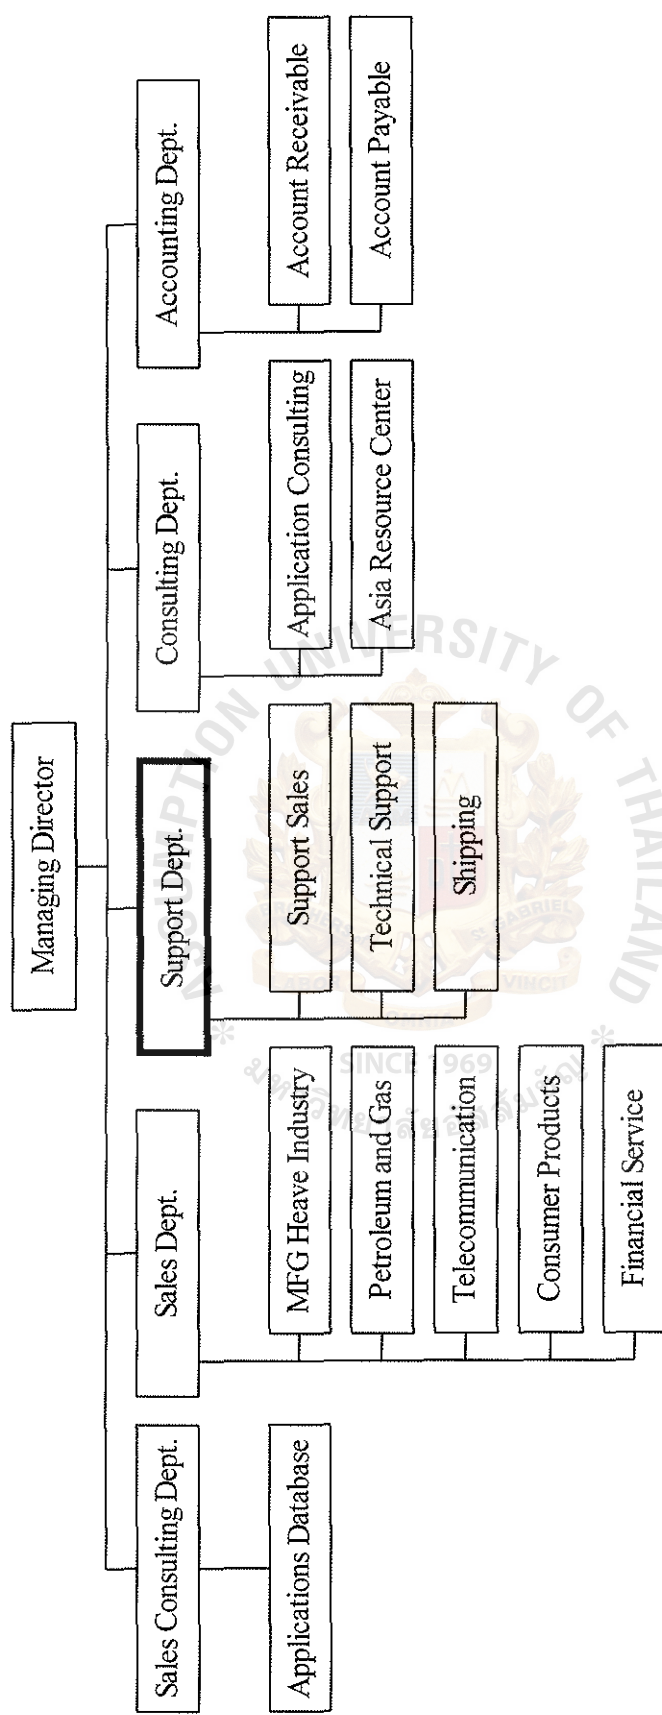 Managing Director
Sales Consulting Dept.
Applications Database
Sales Dept.
MFG Heave Industry
Petroleum and Gas
Telecommunication
Consumer Products
Financial Service
Support Dept.
Support Sales
Technical Support
Shipping
Consulting Dept.
Application Consulting
Asia Resource Center
Accounting Dept.
Account Receivable
Account Payable
ASSUMPTION UNIVERSITY OF THAILAND
SINCE 1969
VINCIT